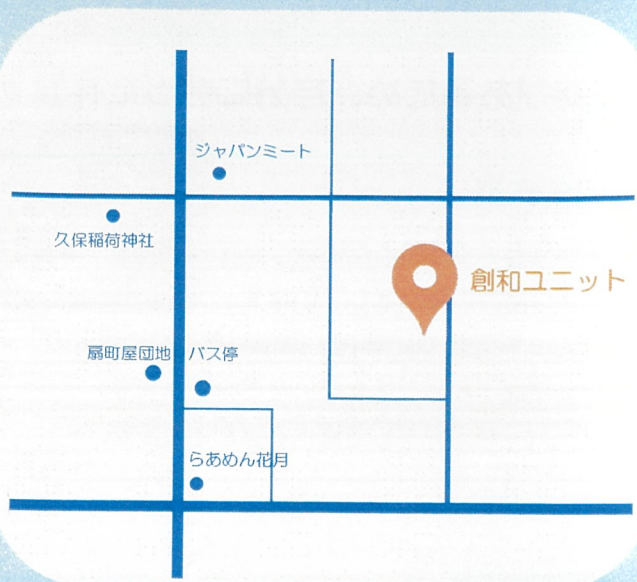 ジャパンミート
久保稲荷神社
創和ユニット
扇町屋団地
バス停
らあめん花月